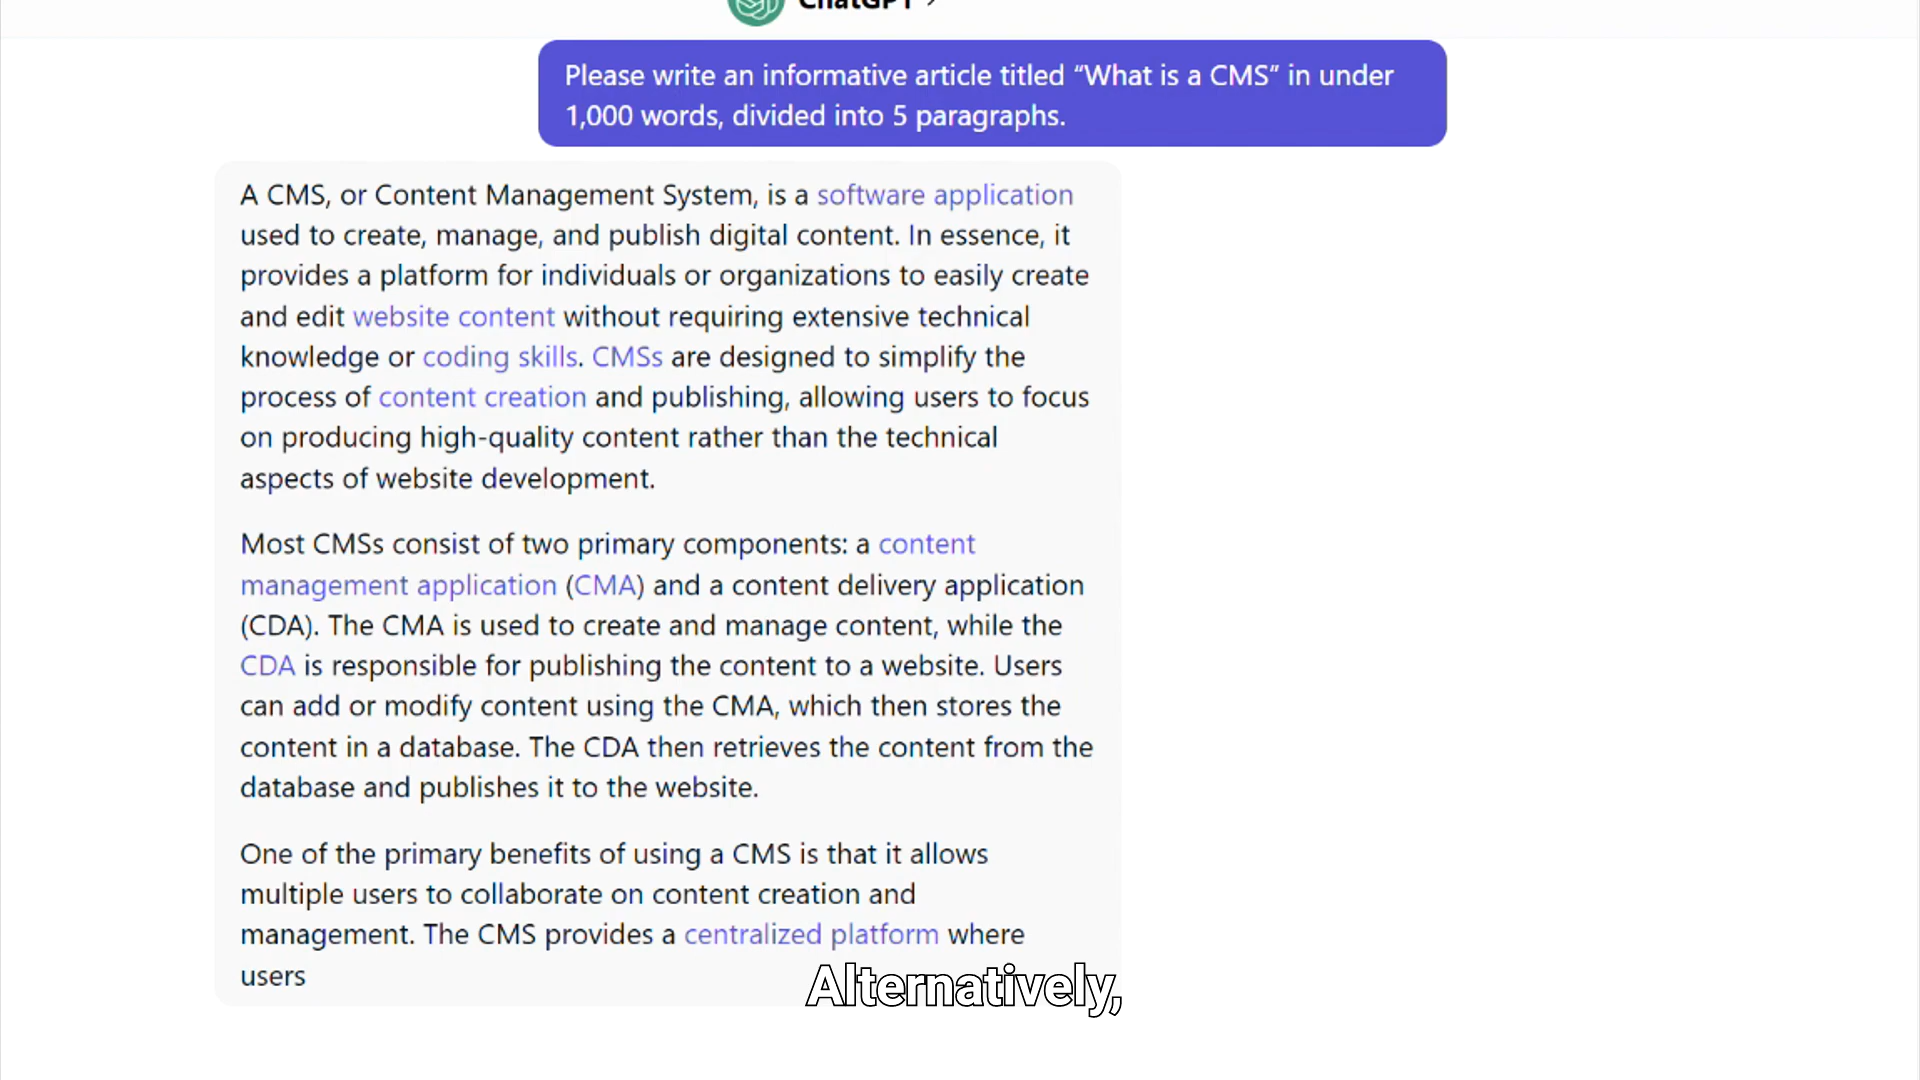 ChatGPT
Please write an informative article titled “What is a CMS” in under
1,000 words, divided into 5 paragraphs.
A CMS, or Content Management System, is a software application
used to create, manage, and publish digital content. In essence, it
provides a platform for individuals or organizations to easily create
and edit website content without requiring extensive technical
knowledge or coding skills. CMSs are designed to simplify the
process of content creation and publishing, allowing users to focus
on producing high-quality content rather than the technical
aspects of website development.
Most CMSs consist of two primary components: a content
management application (CMA) and a content delivery application
(CDA). The CMA is used to create and manage content, while the
CDA is responsible for publishing the content to a website. Users
can add or modify content using the CMA, which then stores the
content in a database. The CDA then retrieves the content from the
database and publishes it to the website.
One of the primary benefits of using a CMS is that it allows
multiple users to collaborate on content creation and
management. The CMS provides a centralized platform where
users
Alternatively,